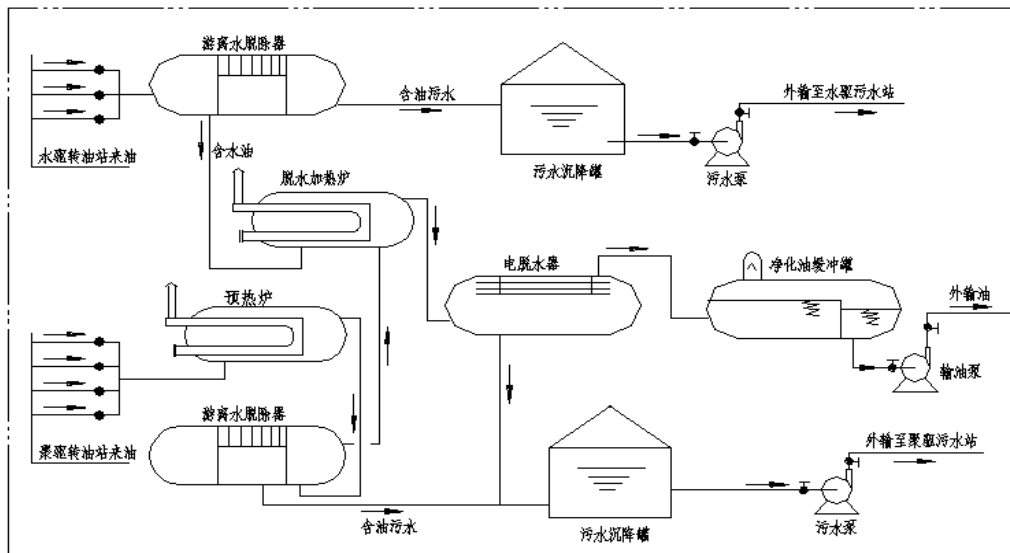 游离水脱除器
含油污水
外输至水驱污水站
水驱转油站来油
含水油
污水沉降罐
污水泵
脱水加热炉
电脱水器
净化油缓冲罐
预热炉
外输油
输油泵
游离水脱除器
聚驱转油站来油
外输至聚驱污水站
含油污水
污水沉降罐
污水泵